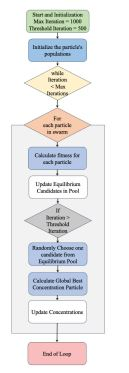 Start and Initialization
Max Iteration = 1000
Threshold Iteration = 500
Initialize the particle's
populations
while
Iteration
< Max
Iterations
For
each particle
in swarm
Calculate fitness for
each particle
Update Equilibrium
Candidates in Pool
If
Iteration >
Threshold
Iteration
Randomly Choose one
candidate from
Equilibrium Pool
Calculate Global Best
Concentration Particle
Update Concentrations
End of Loop